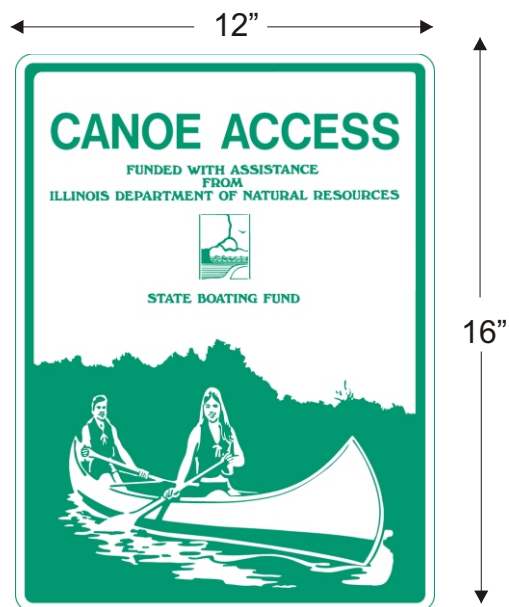 12”
CANOE ACCESS
FUNDED WITH ASSISTANCE
FROM
ILLINOIS DEPARTMENT OF NATURAL RESOURCES
STATE BOATING FUND
16”